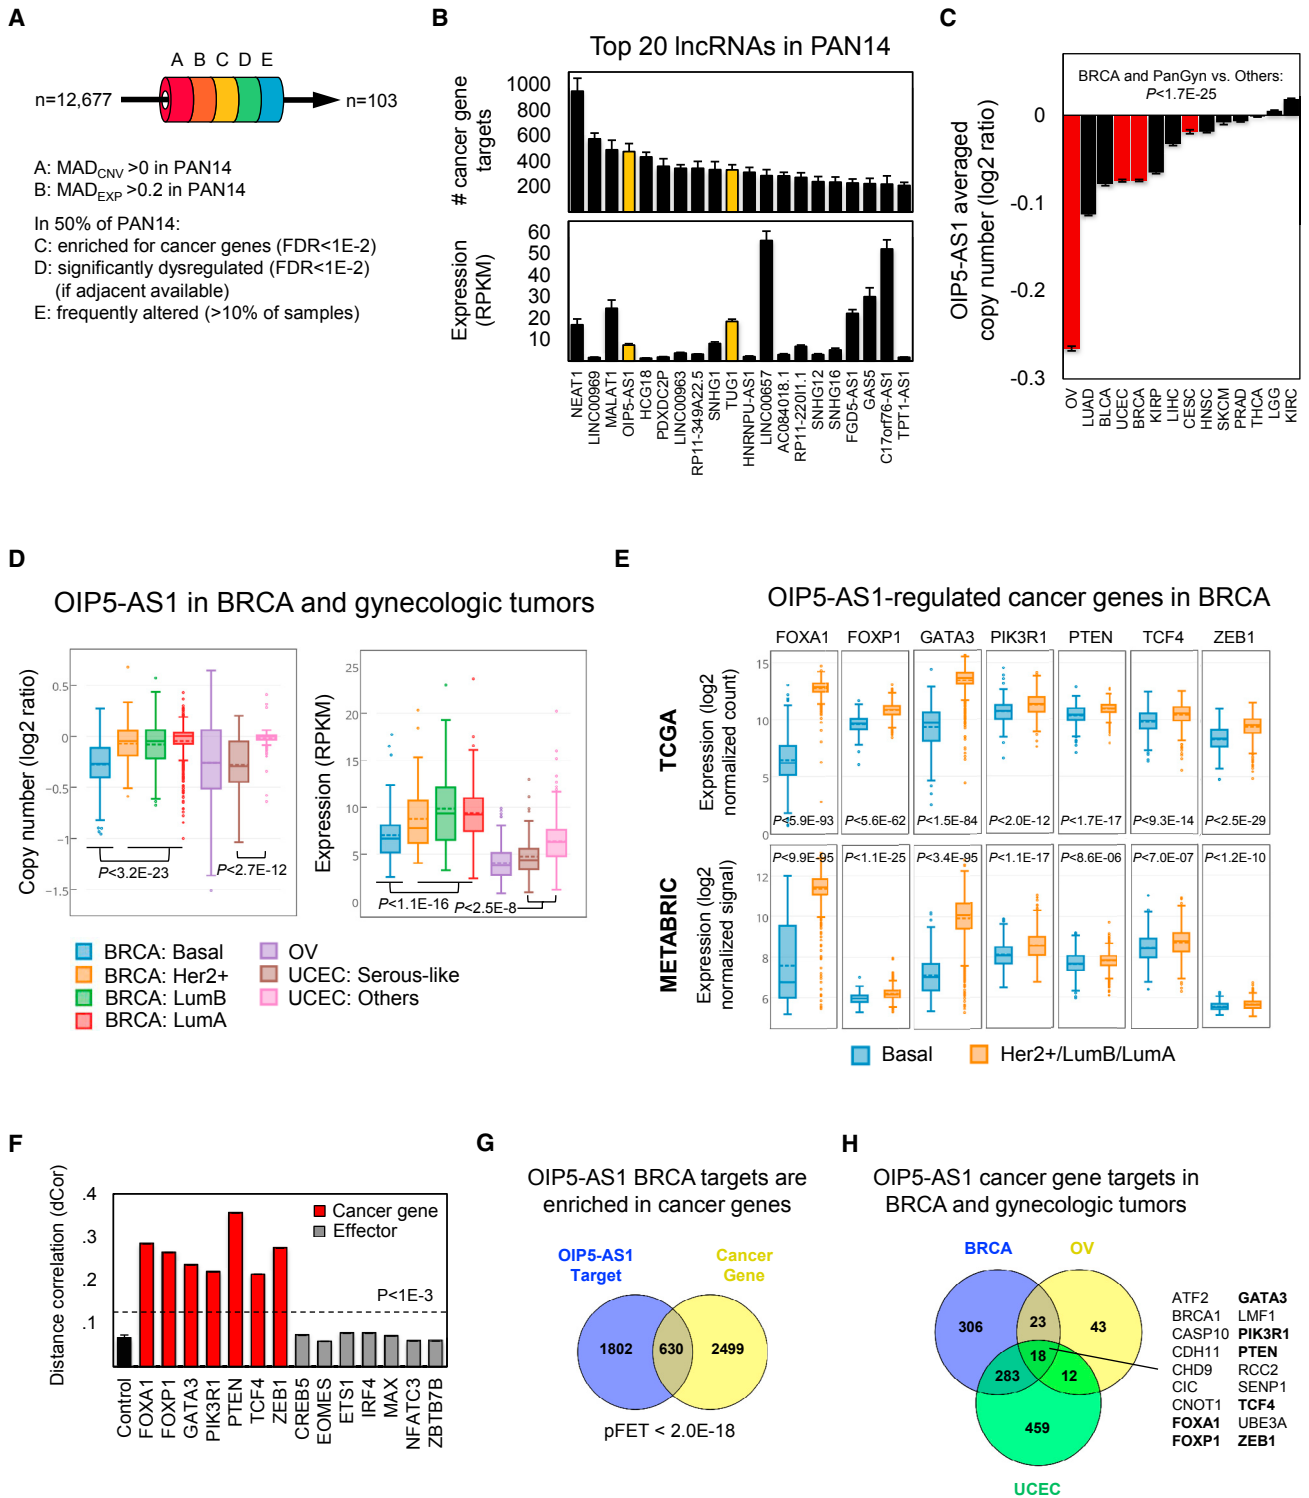 A
A B C D E
n=12,677
n=103
A: MADCNV >0 in PAN14
B: MADEXP >0.2 in PAN14
In 50% of PAN14:
C: enriched for cancer genes (FDR<1E-2)
D: significantly dysregulated (FDR<1E-2)
(if adjacent available)
E: frequently altered (>10% of samples)
B
Top 20 lncRNAs in PAN14
# cancer gene
targets
1000
800
600
400
200
Expression
(RPKM)
60
50
40
30
20
10
NEAT1
LINC00969
MALAT1
OIP5-AS1
HCG18
PDXDC2P
LINC00963
RP11-349A22.5
SNHG1
TUG1
HNRNPU-AS1
LINC00657
AC084018.1
RP11-220I1.1
SNHG12
SNHG16
FGD5-AS1
GAS5
C17orf76-AS1
TPT1-AS1
C
BRCA and PanGyn vs. Others:
P<1.7E-25
OIP5-AS1 averaged
copy number (log2 ratio)
0
-0.1
-0.2
-0.3
OV
LUAD
BLCA
UCEC
BRCA
KIRP
LIHC
CESC
HNSC
SKCM
PRAD
THCA
LGG
KIRC
D
OIP5-AS1 in BRCA and gynecologic tumors
Copy number (log2 ratio)
0.5
0
−0.5
−1
−1.5
P<3.2E-23
P<2.7E-12
Expression (RPKM)
25
20
15
10
5
0
P<1.1E-16
P<2.5E-8
BRCA: Basal
BRCA: Her2+
BRCA: LumB
BRCA: LumA
OV
UCEC: Serous-like
UCEC: Others
E
OIP5-AS1-regulated cancer genes in BRCA
FOXA1 FOXP1 GATA3 PIK3R1 PTEN TCF4 ZEB1
TCGA
Expression (log2
normalized count)
15
10
5
0
P<5.9E-93 P<5.6E-62 P<1.5E-84 P<2.0E-12 P<1.7E-17 P<9.3E-14 P<2.5E-29
METABRIC
Expression (log2
normalized signal)
P<9.9E-95 P<1.1E-25 P<3.4E-95 P<1.1E-17 P<8.6E-06 P<7.0E-07 P<1.2E-10
12
10
8
6
Basal
Her2+/LumB/LumA
F
Distance correlation (dCor)
.4
.3
.2
.1
Cancer gene
Effector
P<1E-3
Control
FOXA1
FOXP1
GATA3
PIK3R1
PTEN
TCF4
ZEB1
CREB5
EOMES
ETS1
IRF4
MAX
NFATC3
ZBTB7B
G
OIP5-AS1 BRCA targets are
enriched in cancer genes
OIP5-AS1
Target
Cancer
Gene
1802
630
2499
pFET < 2.0E-18
H
OIP5-AS1 cancer gene targets in
BRCA and gynecologic tumors
BRCA
OV
306
23
43
18
283
12
459
UCEC
ATF2 GATA3
BRCA1 LMF1
CASP10 PIK3R1
CDH11 PTEN
CHD9 RCC2
CIC SENP1
CNOT1 TCF4
FOXA1 UBE3A
FOXP1 ZEB1